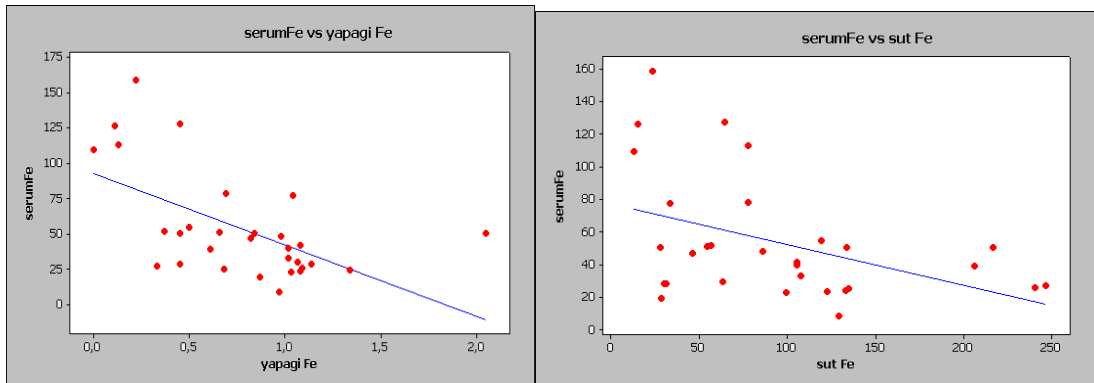 serumFe vs yapagi Fe
175
150
125
100
75
50
25
0
serumFe
0,0 0,5 1,0 1,5 2,0
yapagi Fe
serumFe vs sut Fe
160
140
120
100
80
60
40
20
0
serumFe
0 50 100 150 200 250
sut Fe